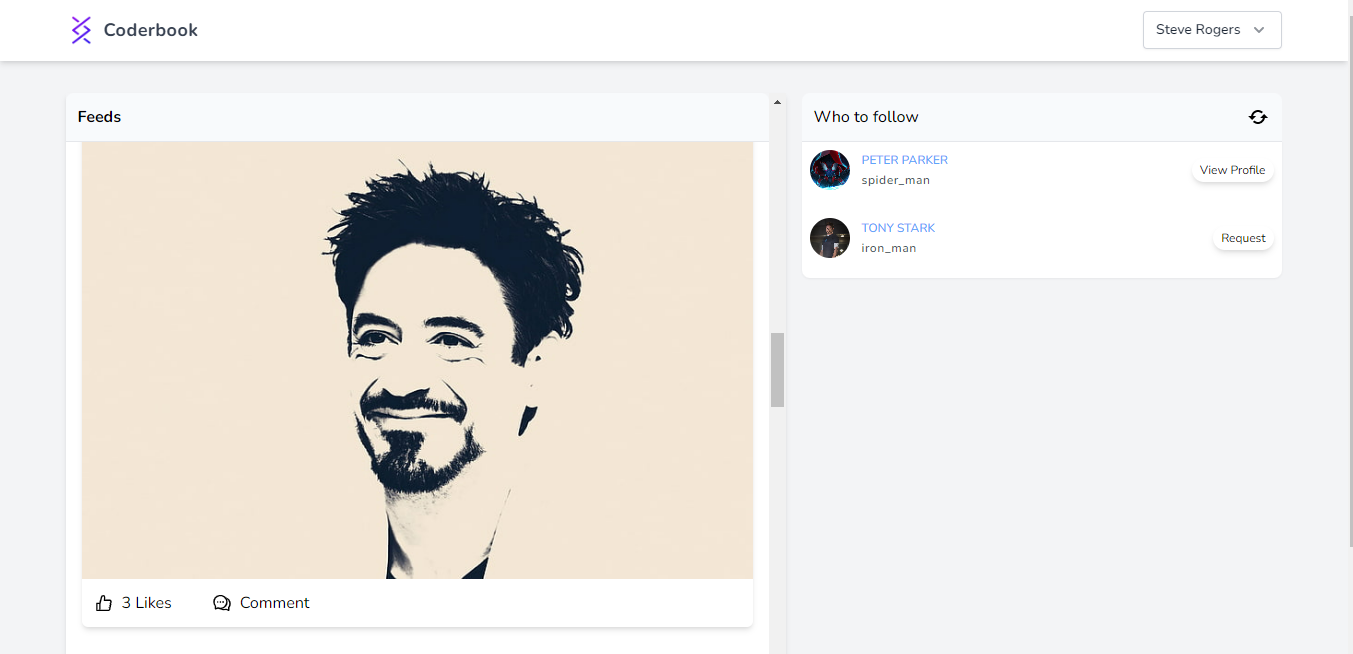 Coderbook
Steve Rogers
Feeds
3 Likes
Comment
Who to follow
PETER PARKER
spider_man
View Profile
TONY STARK
iron_man
Request